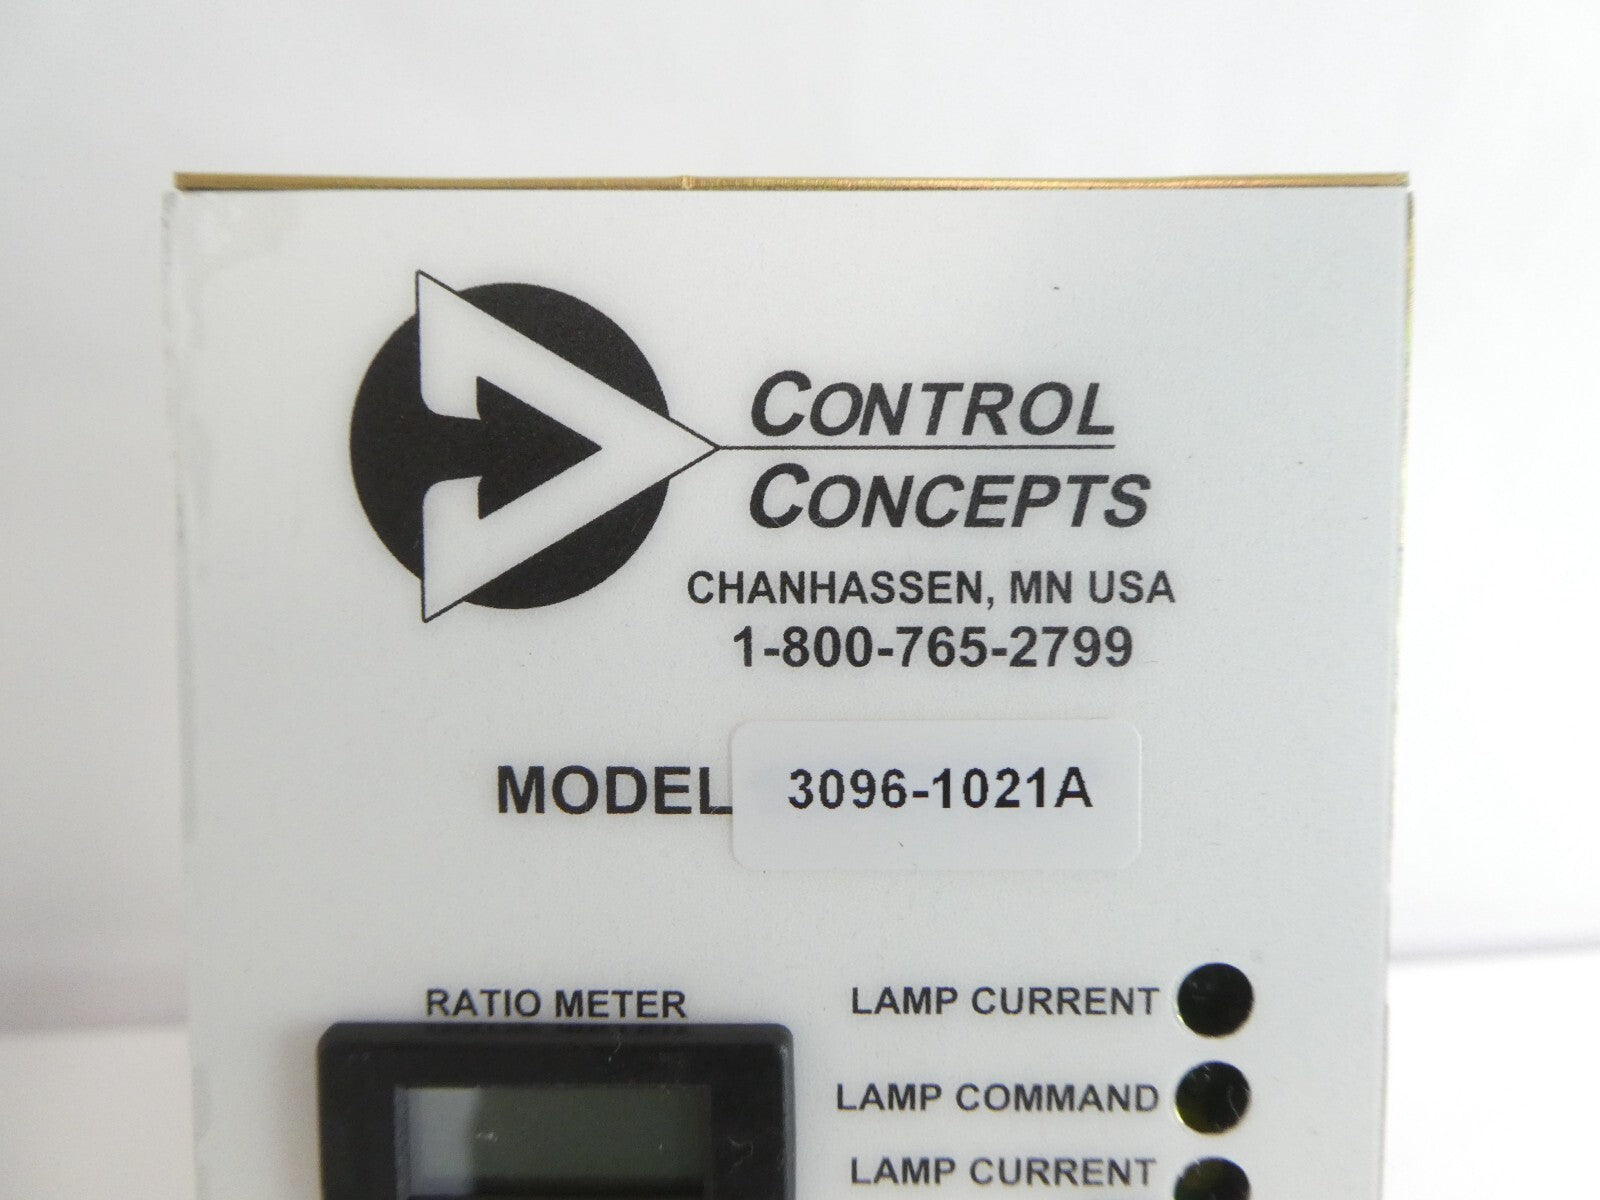 CONTROL
CONCEPTS
CHANHASSEN, MN USA
1-800-765-2799
MODEL 3096-1021A
RATIO METER
LAMP CURRENT
LAMP COMMAND
LAMP CURRENT